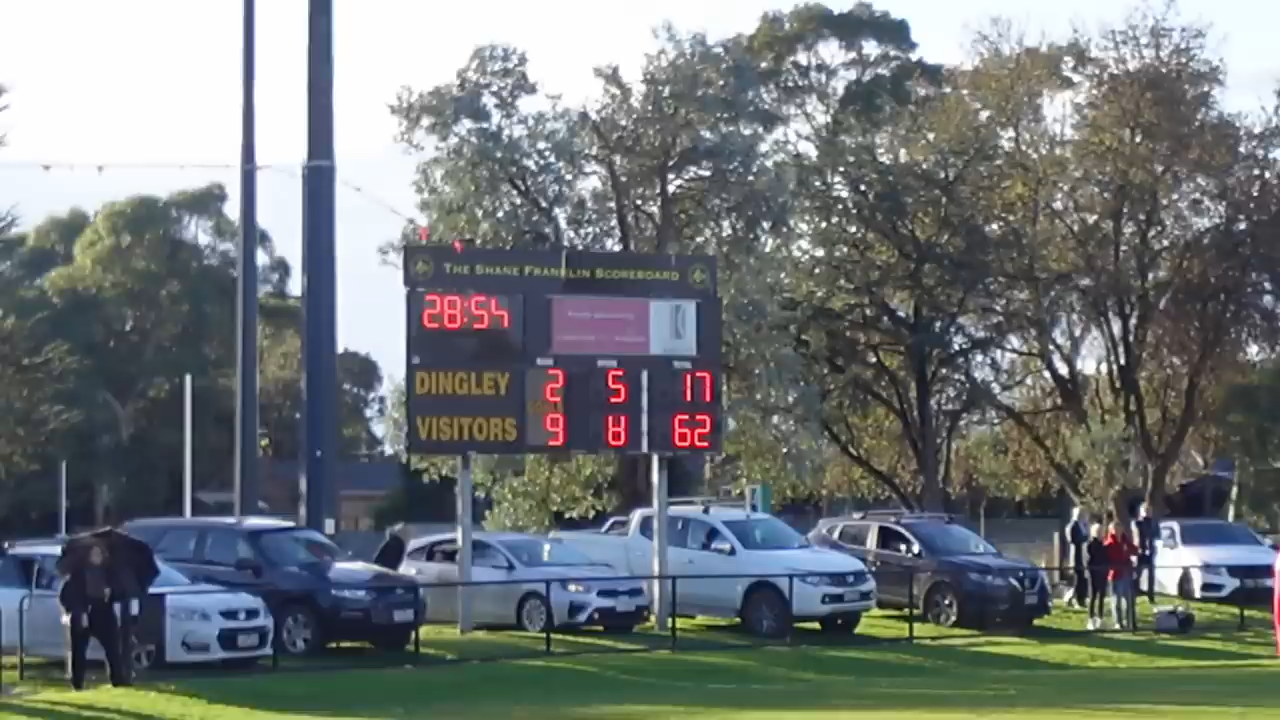 THE SHANE FRANKLIN SCOREBOARD
28:54
DINGLEY 2 5 17
VISITORS 9 8 62